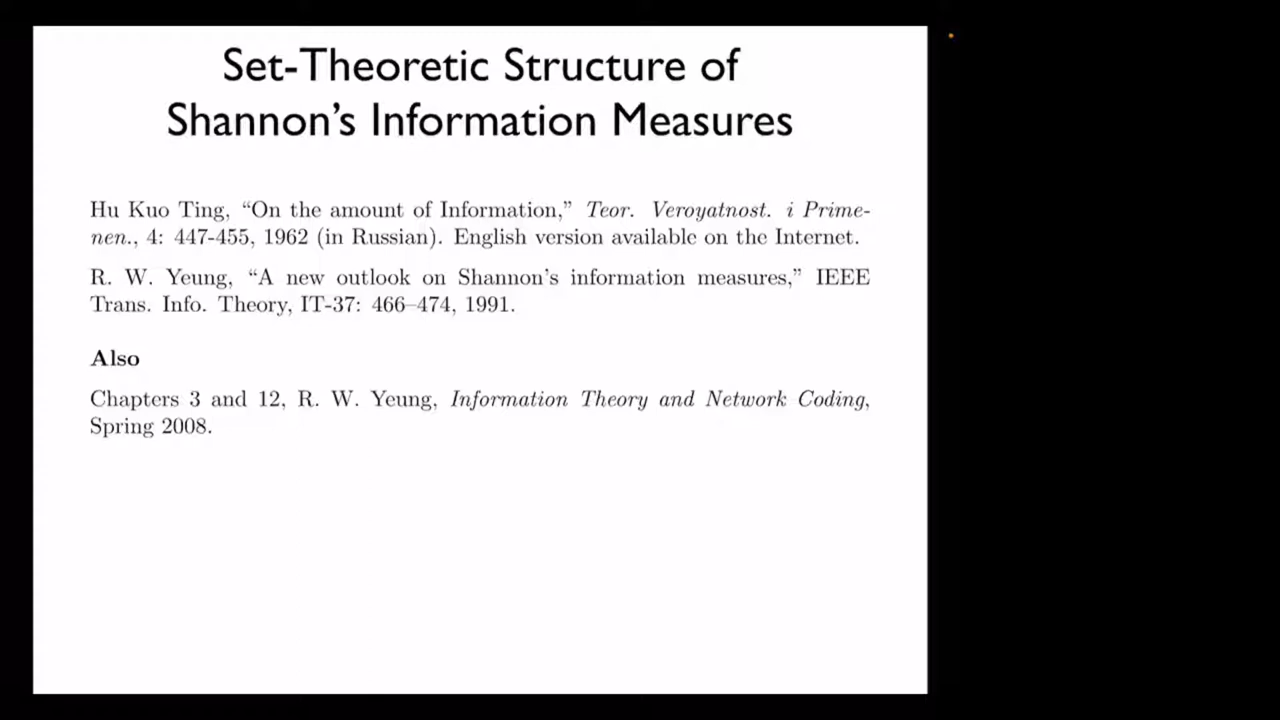 Set-Theoretic Structure of
Shannon’s Information Measures
Hu Kuo Ting, “On the amount of Information,” Teor. Veroyatnost. i Prime-
nen., 4: 447-455, 1962 (in Russian). English version available on the Internet.
R. W. Yeung, “A new outlook on Shannon’s information measures,” IEEE
Trans. Info. Theory, IT-37: 466–474, 1991.
Also
Chapters 3 and 12, R. W. Yeung, Information Theory and Network Coding,
Spring 2008.